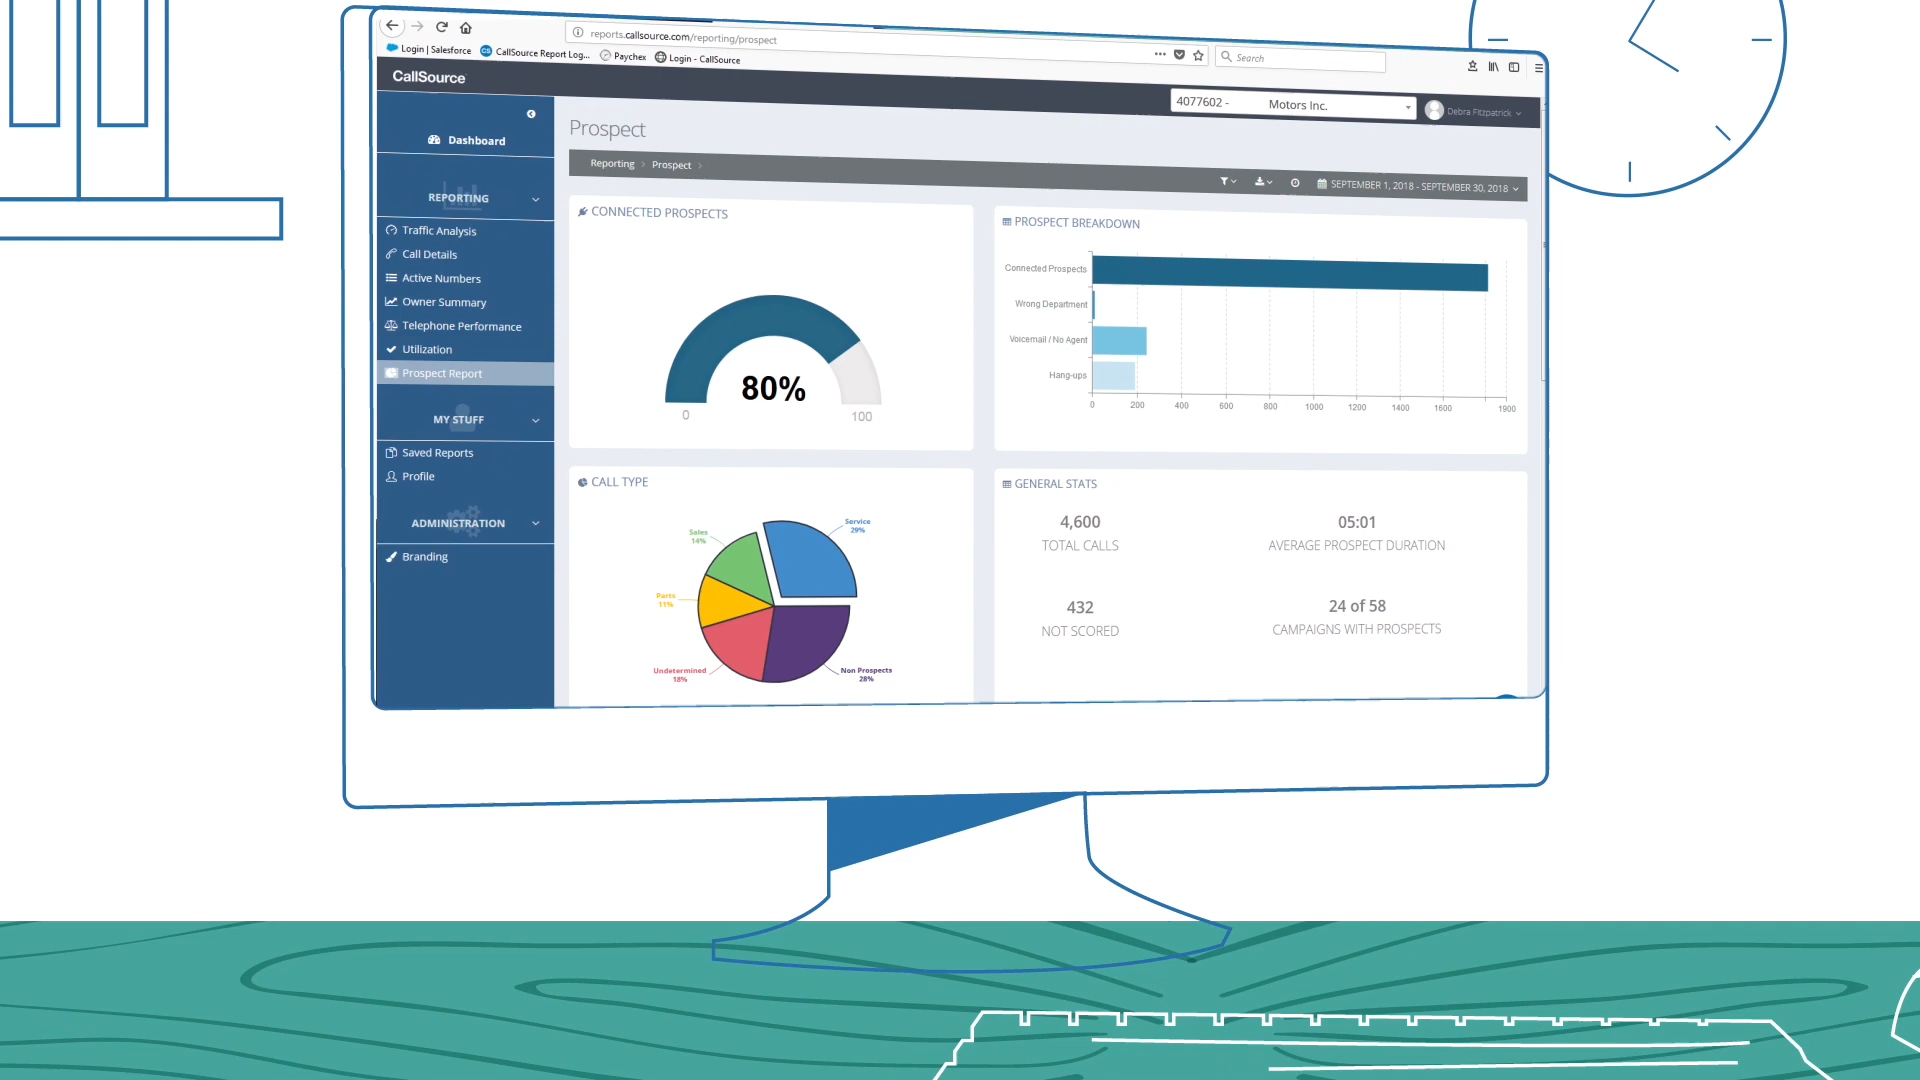 reports.callsource.com/reporting/prospect
Search
Login | Salesforce
CallSource Report Log...
Paychex
Login - CallSource
CallSource
4077602 - Motors Inc.
Debra Fitzpatrick
Dashboard
REPORTING
Traffic Analysis
Call Details
Active Numbers
Owner Summary
Telephone Performance
Utilization
Prospect Report
MY STUFF
Saved Reports
Profile
ADMINISTRATION
Branding
Prospect
Reporting > Prospect >
SEPTEMBER 1, 2018 - SEPTEMBER 30, 2018
CONNECTED PROSPECTS
80%
0 100
PROSPECT BREAKDOWN
Connected Prospects
Wrong Department
Voicemail / No Agent
Hang-ups
0 200 400 600 800 1000 1200 1400 1600 1900
CALL TYPE
Service
29%
Sales
14%
Parts
11%
Undetermined
18%
Non Prospects
28%
GENERAL STATS
4,600
TOTAL CALLS
05:01
AVERAGE PROSPECT DURATION
432
NOT SCORED
24 of 58
CAMPAIGNS WITH PROSPECTS